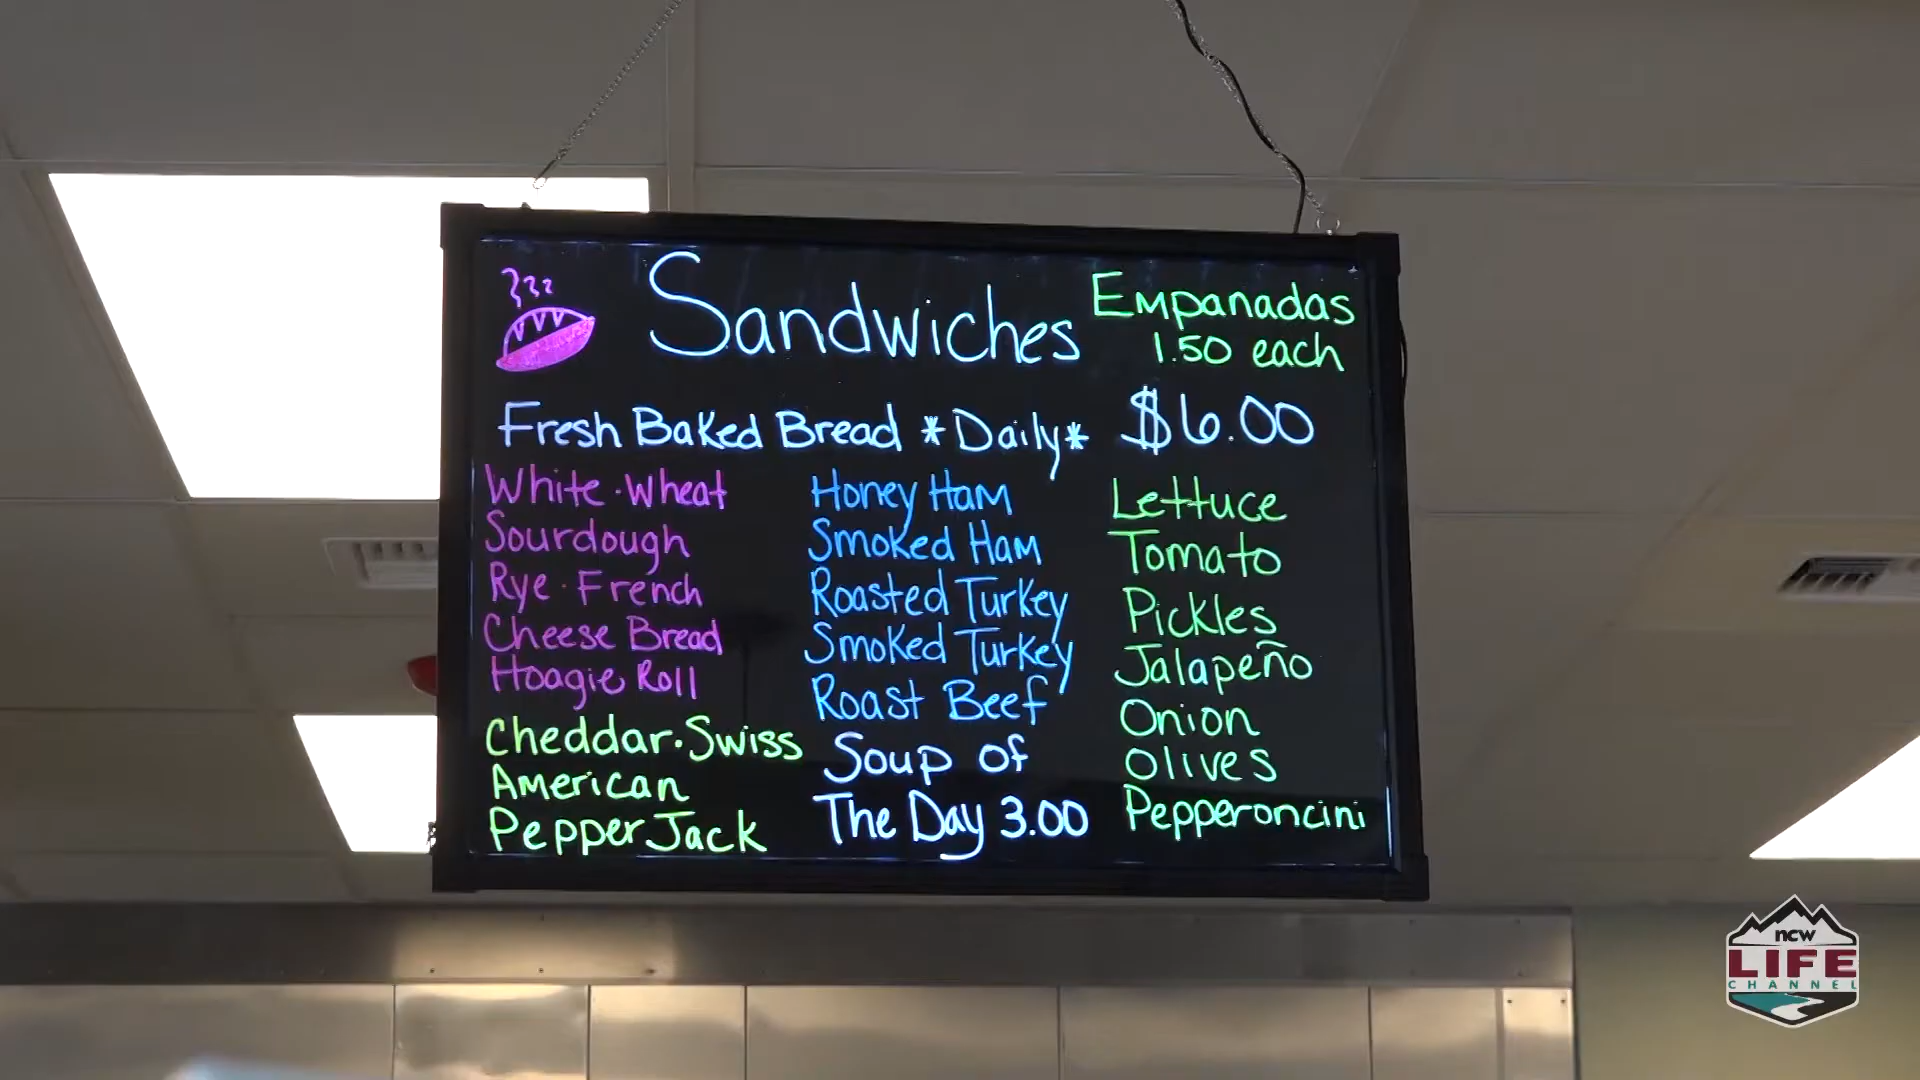 Sandwiches
Empanadas
1.50 each
Fresh Baked Bread *Daily* $6.00
White · Wheat
Sourdough
Rye · French
Cheese Bread
Hoagie Roll
Cheddar · Swiss
American
Pepper Jack
Honey Ham
Smoked Ham
Roasted Turkey
Smoked Turkey
Roast Beef
Soup of
The Day 3.00
Lettuce
Tomato
Pickles
Jalapeño
Onion
Olives
Pepperoncini
ncw
LIFE
CHANNEL